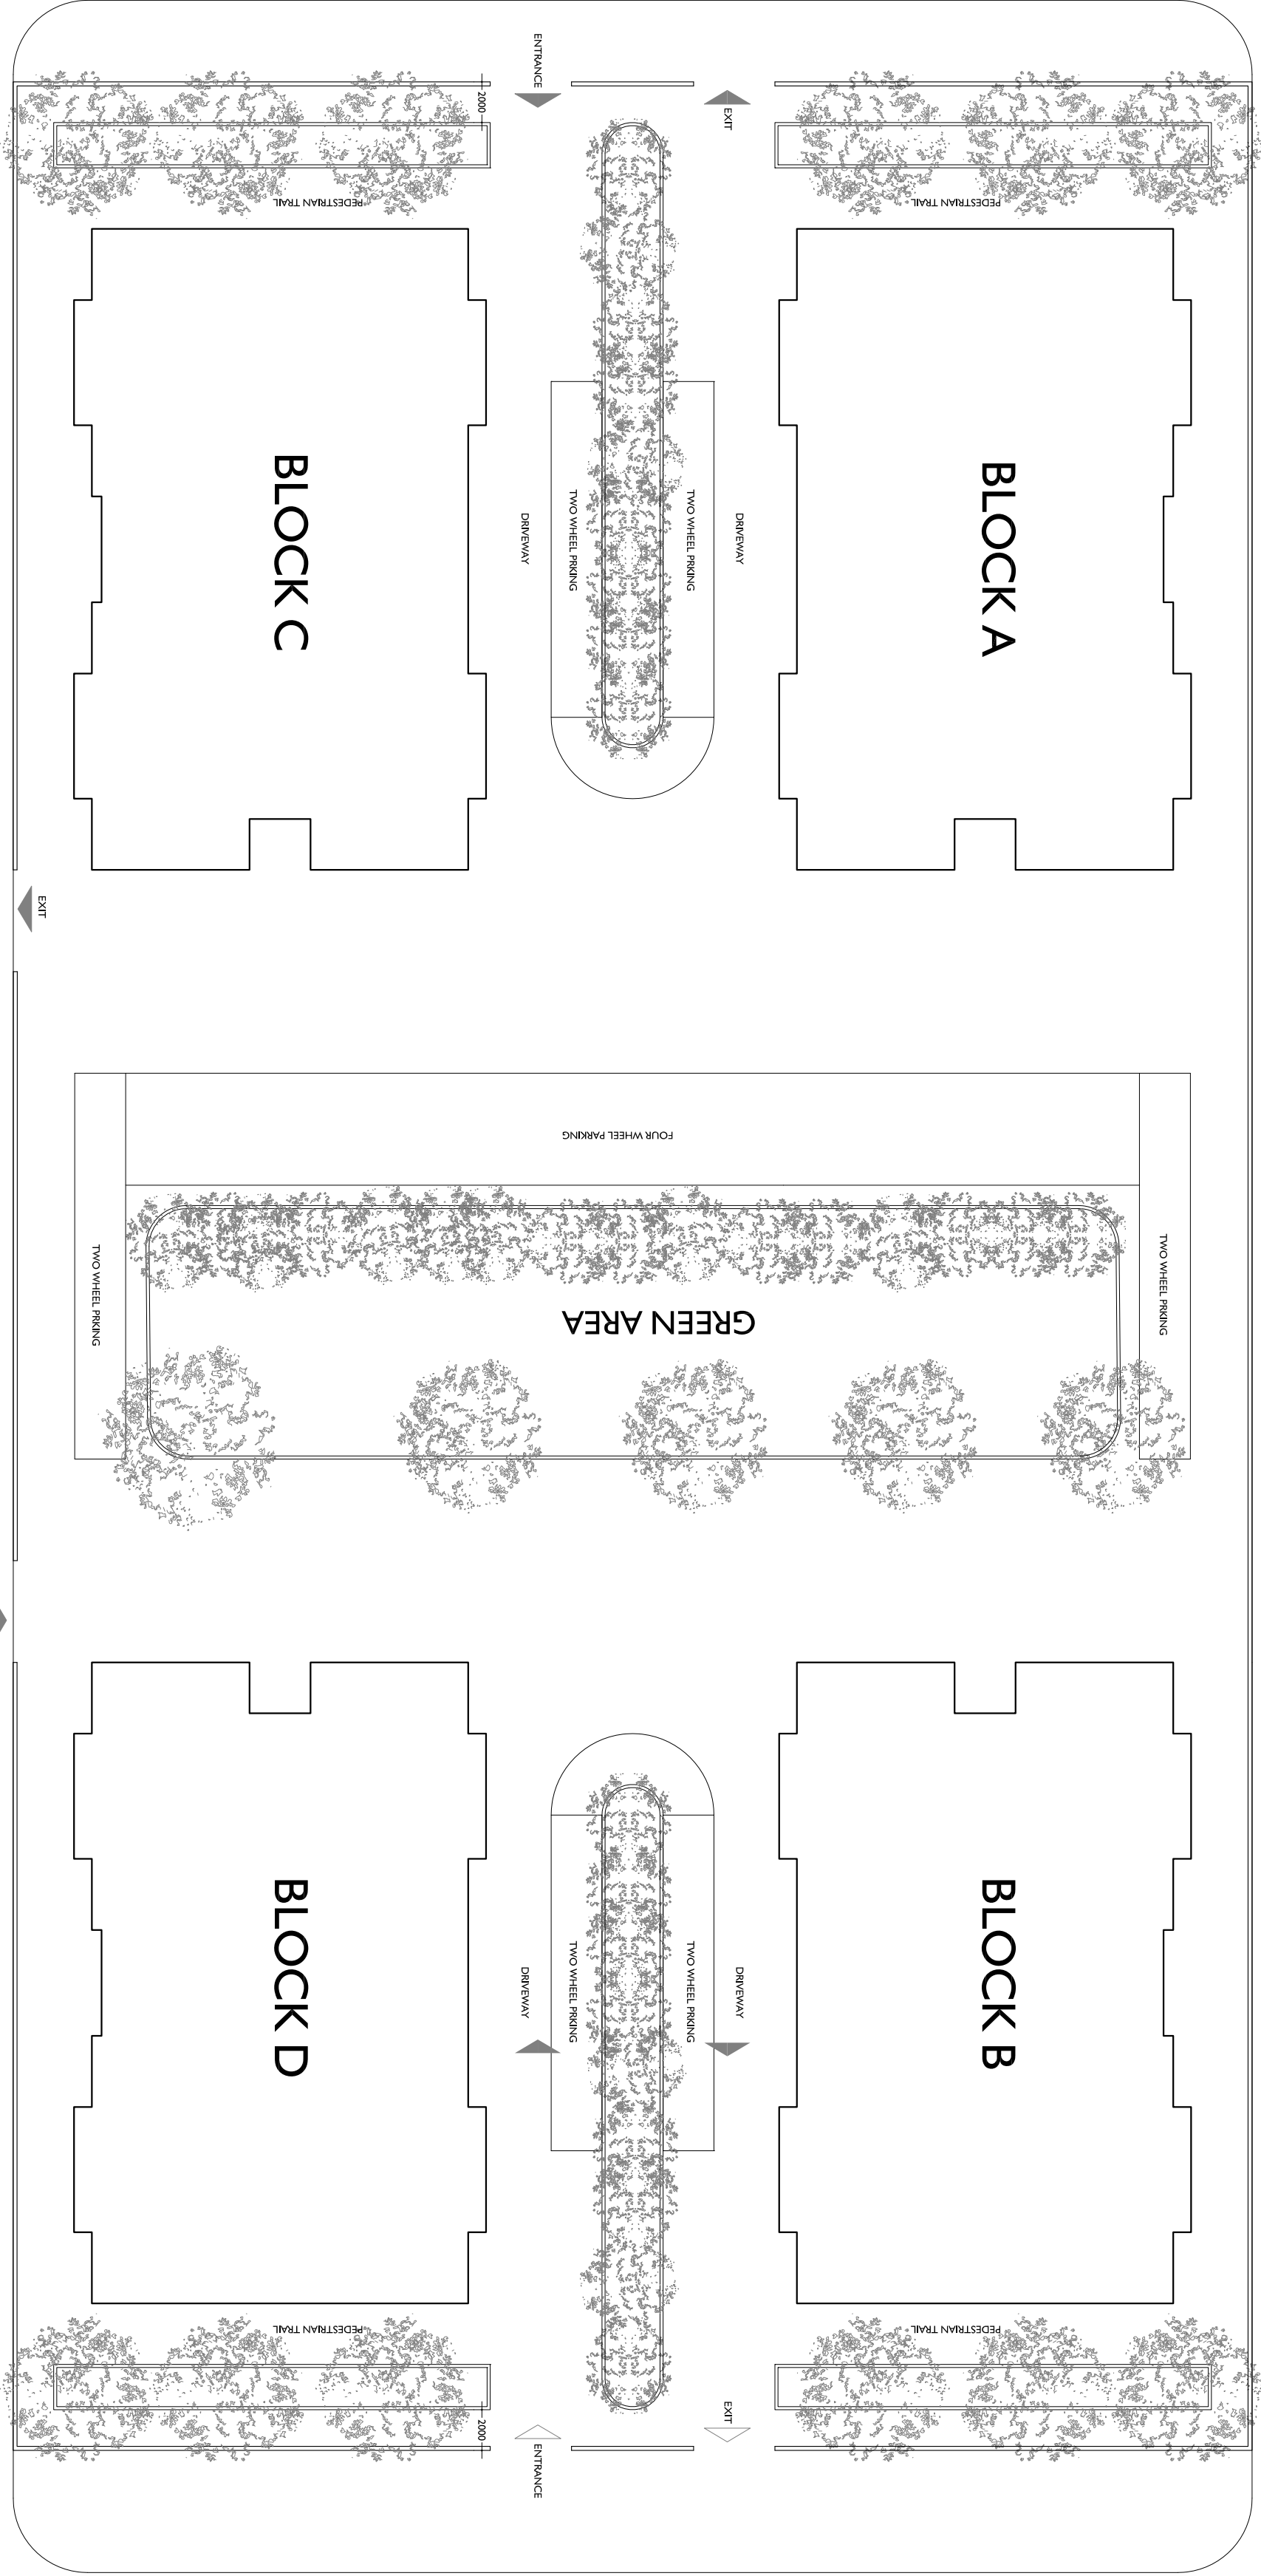 ENTRANCE
2000
EXIT
PEDESTRIAN TRAIL
PEDESTRIAN TRAIL
BLOCK C
DRIVEWAY
TWO WHEEL PRKING
TWO WHEEL PRKING
DRIVEWAY
BLOCK A
EXIT
FOUR WHEEL PARKING
TWO WHEEL PRKING
GREEN AREA
TWO WHEEL PRKING
BLOCK D
DRIVEWAY
TWO WHEEL PRKING
TWO WHEEL PRKING
DRIVEWAY
BLOCK B
PEDESTRIAN TRAIL
PEDESTRIAN TRAIL
2000
ENTRANCE
EXIT